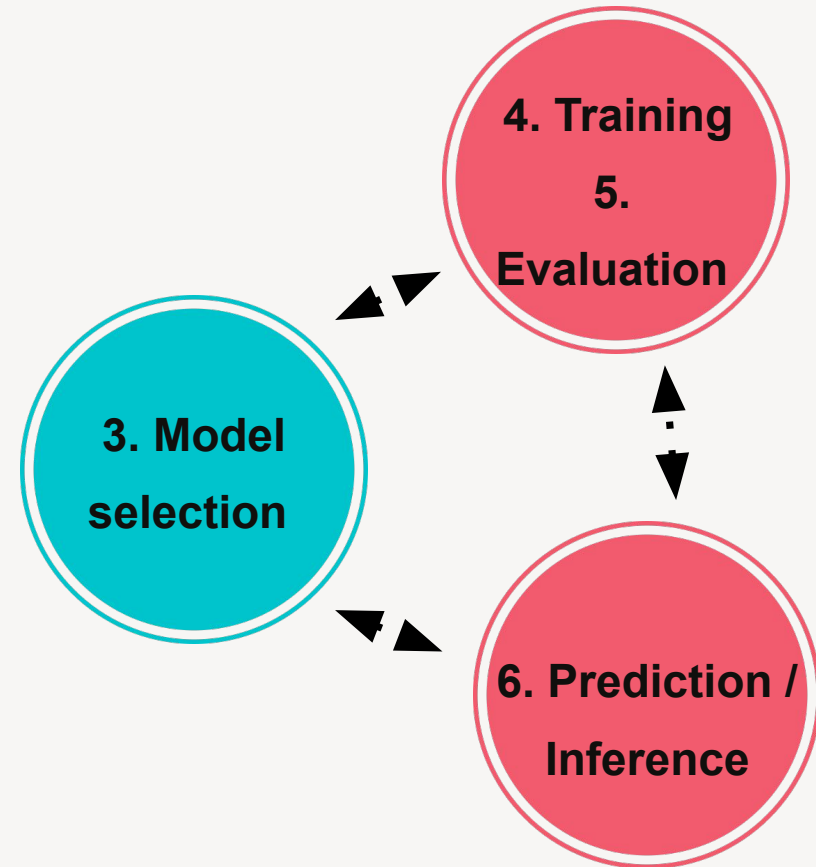 4. Training
5.
Evaluation
3. Model
selection
6. Prediction /
Inference